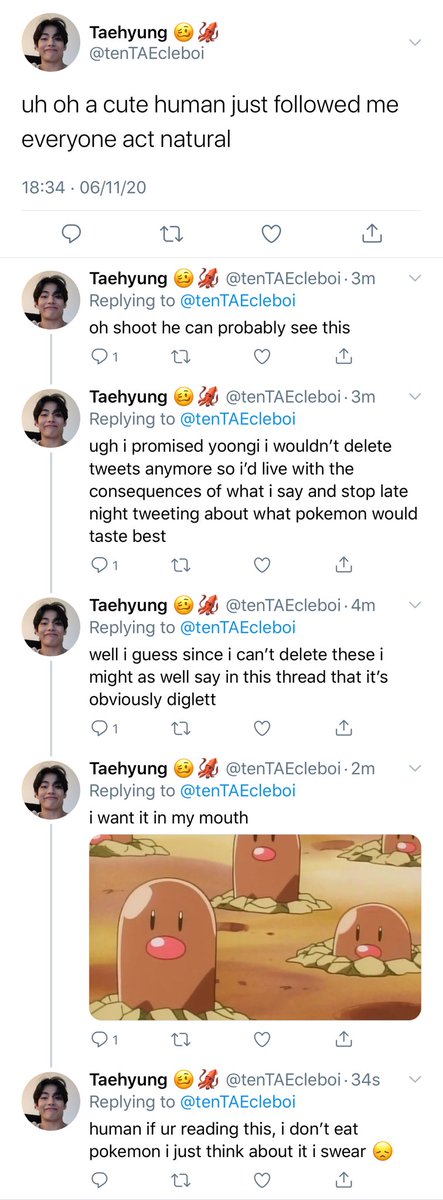 Taehyung 🥴🦑
@tenTAEcleboi
uh oh a cute human just followed me
everyone act natural
18:34 · 06/11/20
Taehyung 🥴🦑 @tenTAEcleboi · 3m
Replying to @tenTAEcleboi
oh shoot he can probably see this
1
Taehyung 🥴🦑 @tenTAEcleboi · 3m
Replying to @tenTAEcleboi
ugh i promised yoongi i wouldn’t delete
tweets anymore so i’d live with the
consequences of what i say and stop late
night tweeting about what pokemon would
taste best
1
Taehyung 🥴🦑 @tenTAEcleboi · 4m
Replying to @tenTAEcleboi
well i guess since i can’t delete these i
might as well say in this thread that it’s
obviously diglett
1
Taehyung 🥴🦑 @tenTAEcleboi · 2m
Replying to @tenTAEcleboi
i want it in my mouth
1
Taehyung 🥴🦑 @tenTAEcleboi · 34s
Replying to @tenTAEcleboi
human if ur reading this, i don’t eat
pokemon i just think about it i swear 😞